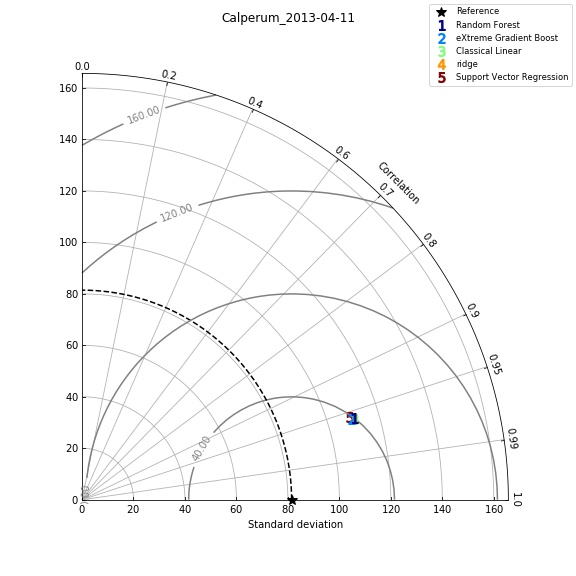 Calperum_2013-04-11
Reference
1 Random Forest
2 eXtreme Gradient Boost
3 Classical Linear
4 ridge
5 Support Vector Regression
0.0
0.2
0.4
0.6
Correlation
0.7
0.8
0.9
0.95
0.99
1.0
160
140
120
100
80
60
40
20
0
160.00
120.00
40.00
5
1
0 20 40 60 80 100 120 140 160
Standard deviation